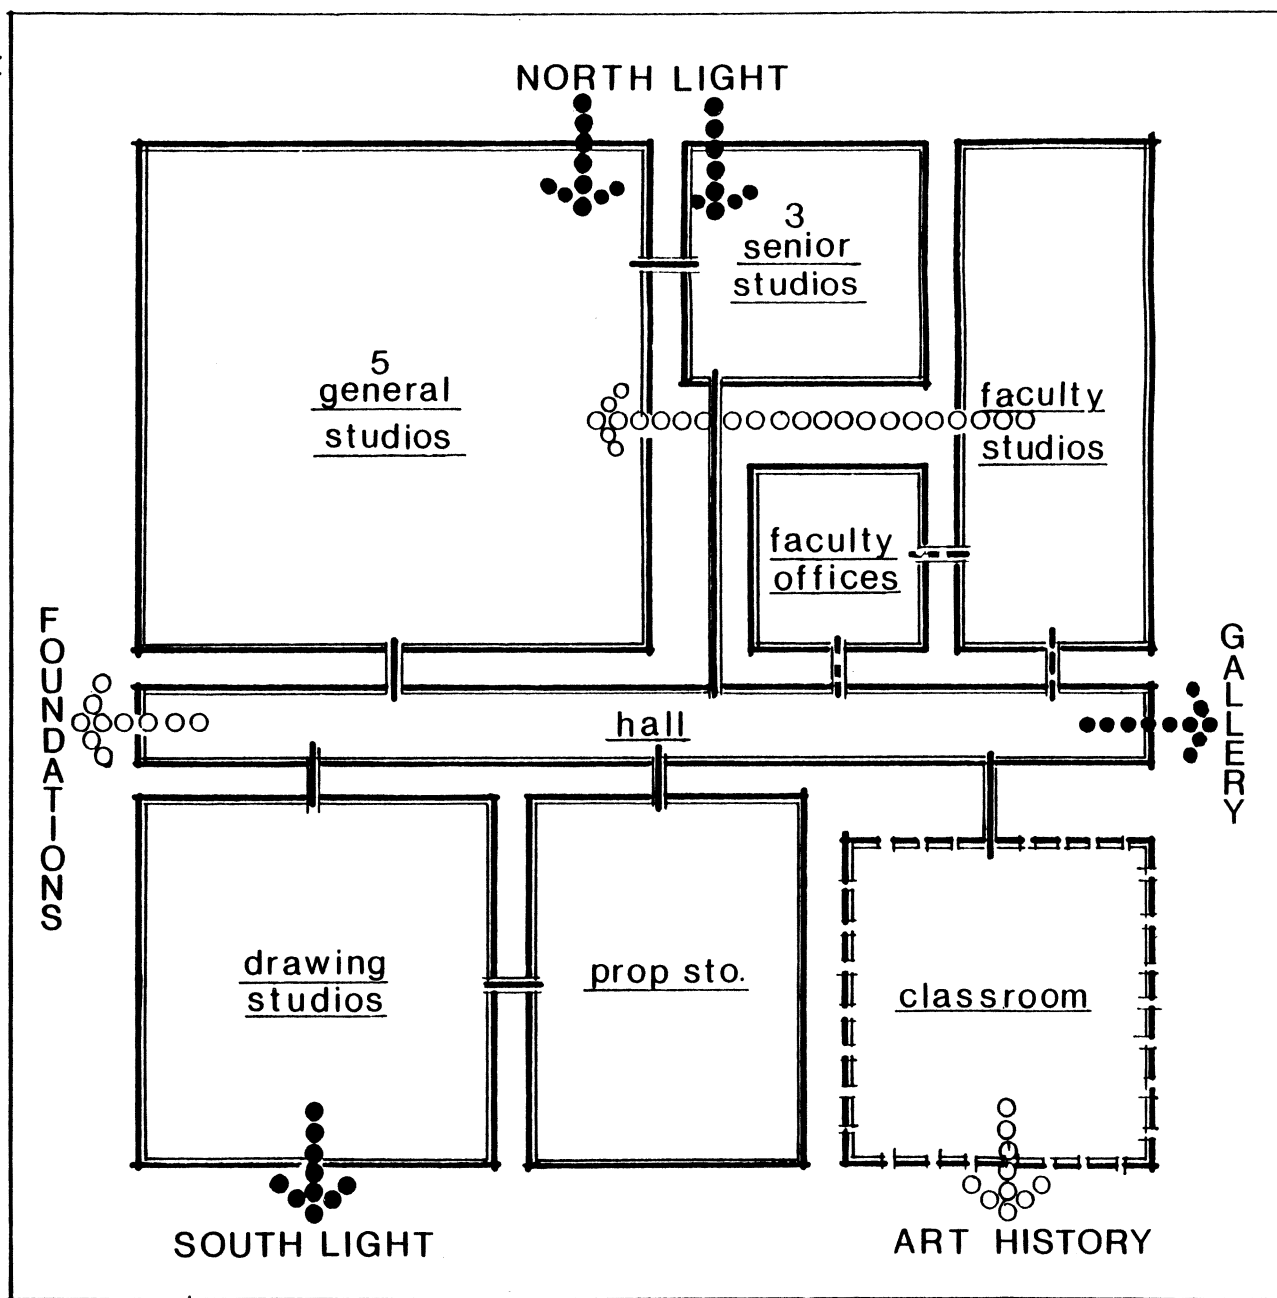 NORTH LIGHT
3
senior
studios
5
general
studios
faculty
studios
faculty
offices
FOUNDATIONS
hall
GALLERY
drawing
studios
prop sto.
classroom
SOUTH LIGHT
ART HISTORY